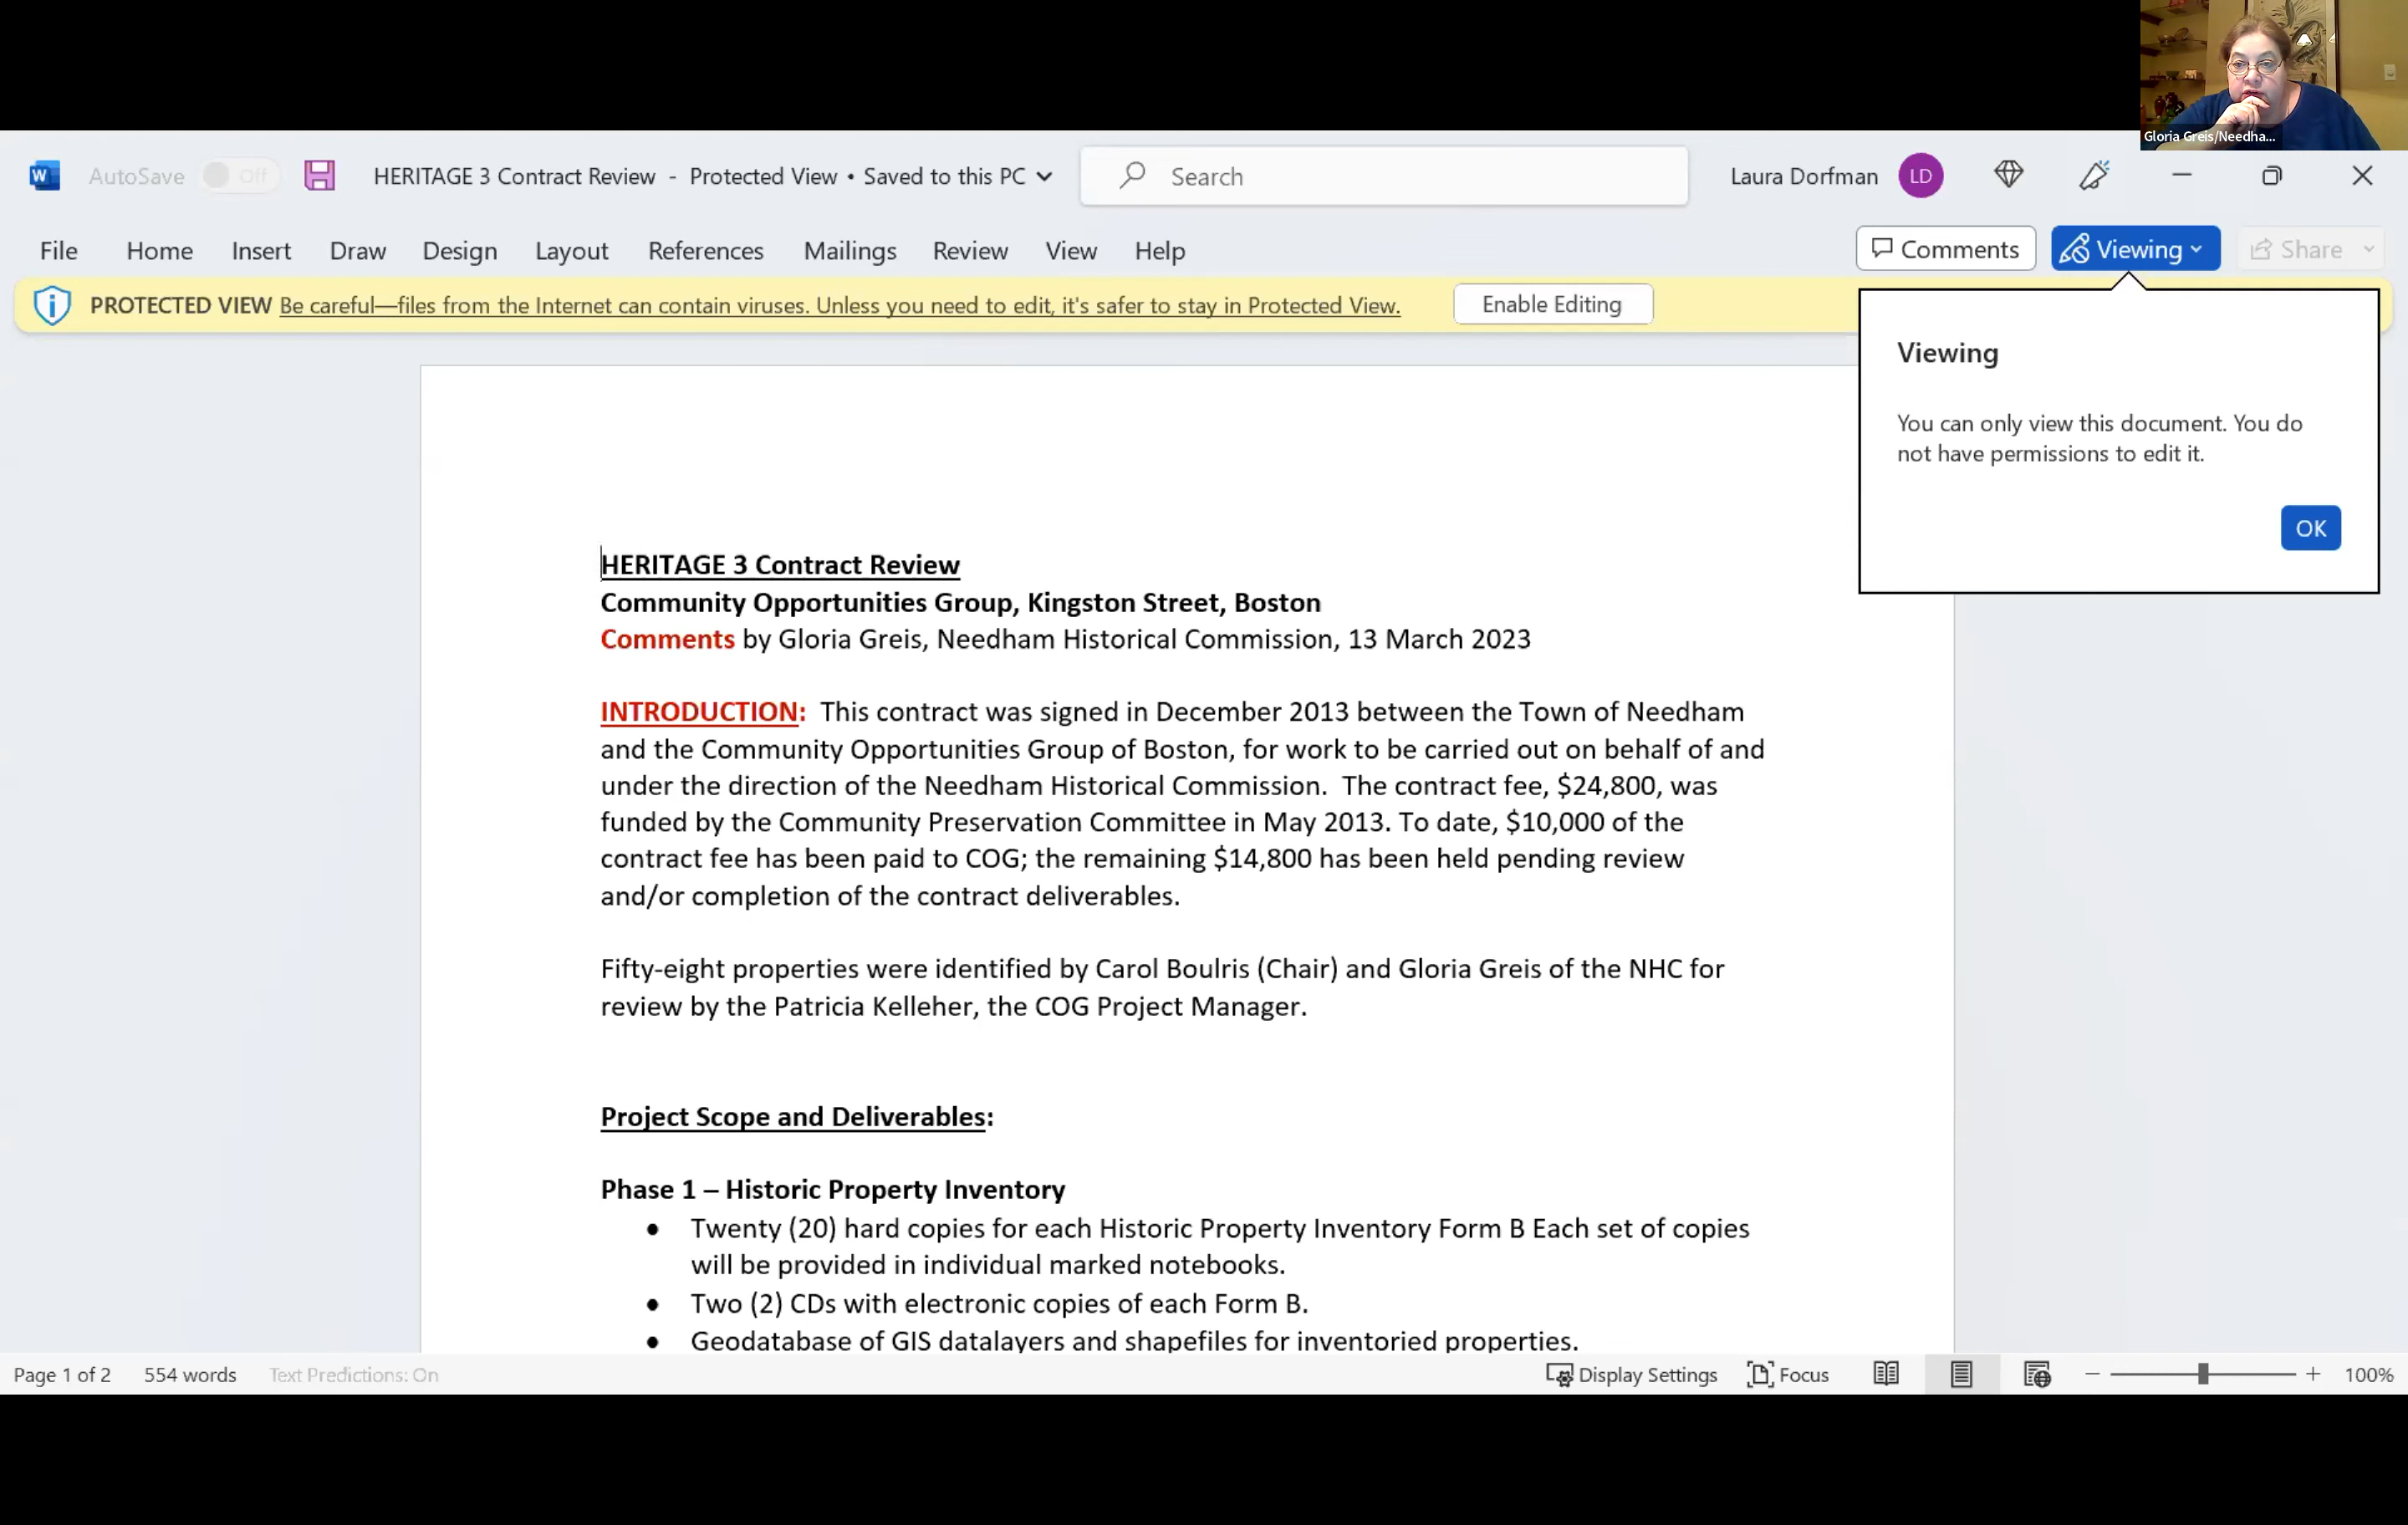 Gloria Greis/Needha...
W
AutoSave Off HERITAGE 3 Contract Review - Protected View • Saved to this PC Search Laura Dorfman LD
File Home Insert Draw Design Layout References Mailings Review View Help Comments Viewing Share
PROTECTED VIEW Be careful—files from the Internet can contain viruses. Unless you need to edit, it's safer to stay in Protected View. Enable Editing
Viewing
You can only view this document. You do
not have permissions to edit it.
OK
HERITAGE 3 Contract Review
Community Opportunities Group, Kingston Street, Boston
Comments by Gloria Greis, Needham Historical Commission, 13 March 2023
INTRODUCTION: This contract was signed in December 2013 between the Town of Needham
and the Community Opportunities Group of Boston, for work to be carried out on behalf of and
under the direction of the Needham Historical Commission. The contract fee, $24,800, was
funded by the Community Preservation Committee in May 2013. To date, $10,000 of the
contract fee has been paid to COG; the remaining $14,800 has been held pending review
and/or completion of the contract deliverables.
Fifty-eight properties were identified by Carol Boulris (Chair) and Gloria Greis of the NHC for
review by the Patricia Kelleher, the COG Project Manager.
Project Scope and Deliverables:
Phase 1 – Historic Property Inventory
• Twenty (20) hard copies for each Historic Property Inventory Form B Each set of copies
will be provided in individual marked notebooks.
• Two (2) CDs with electronic copies of each Form B.
• Geodatabase of GIS datalayers and shapefiles for inventoried properties.
Page 1 of 2 554 words Text Predictions: On Display Settings Focus 100%